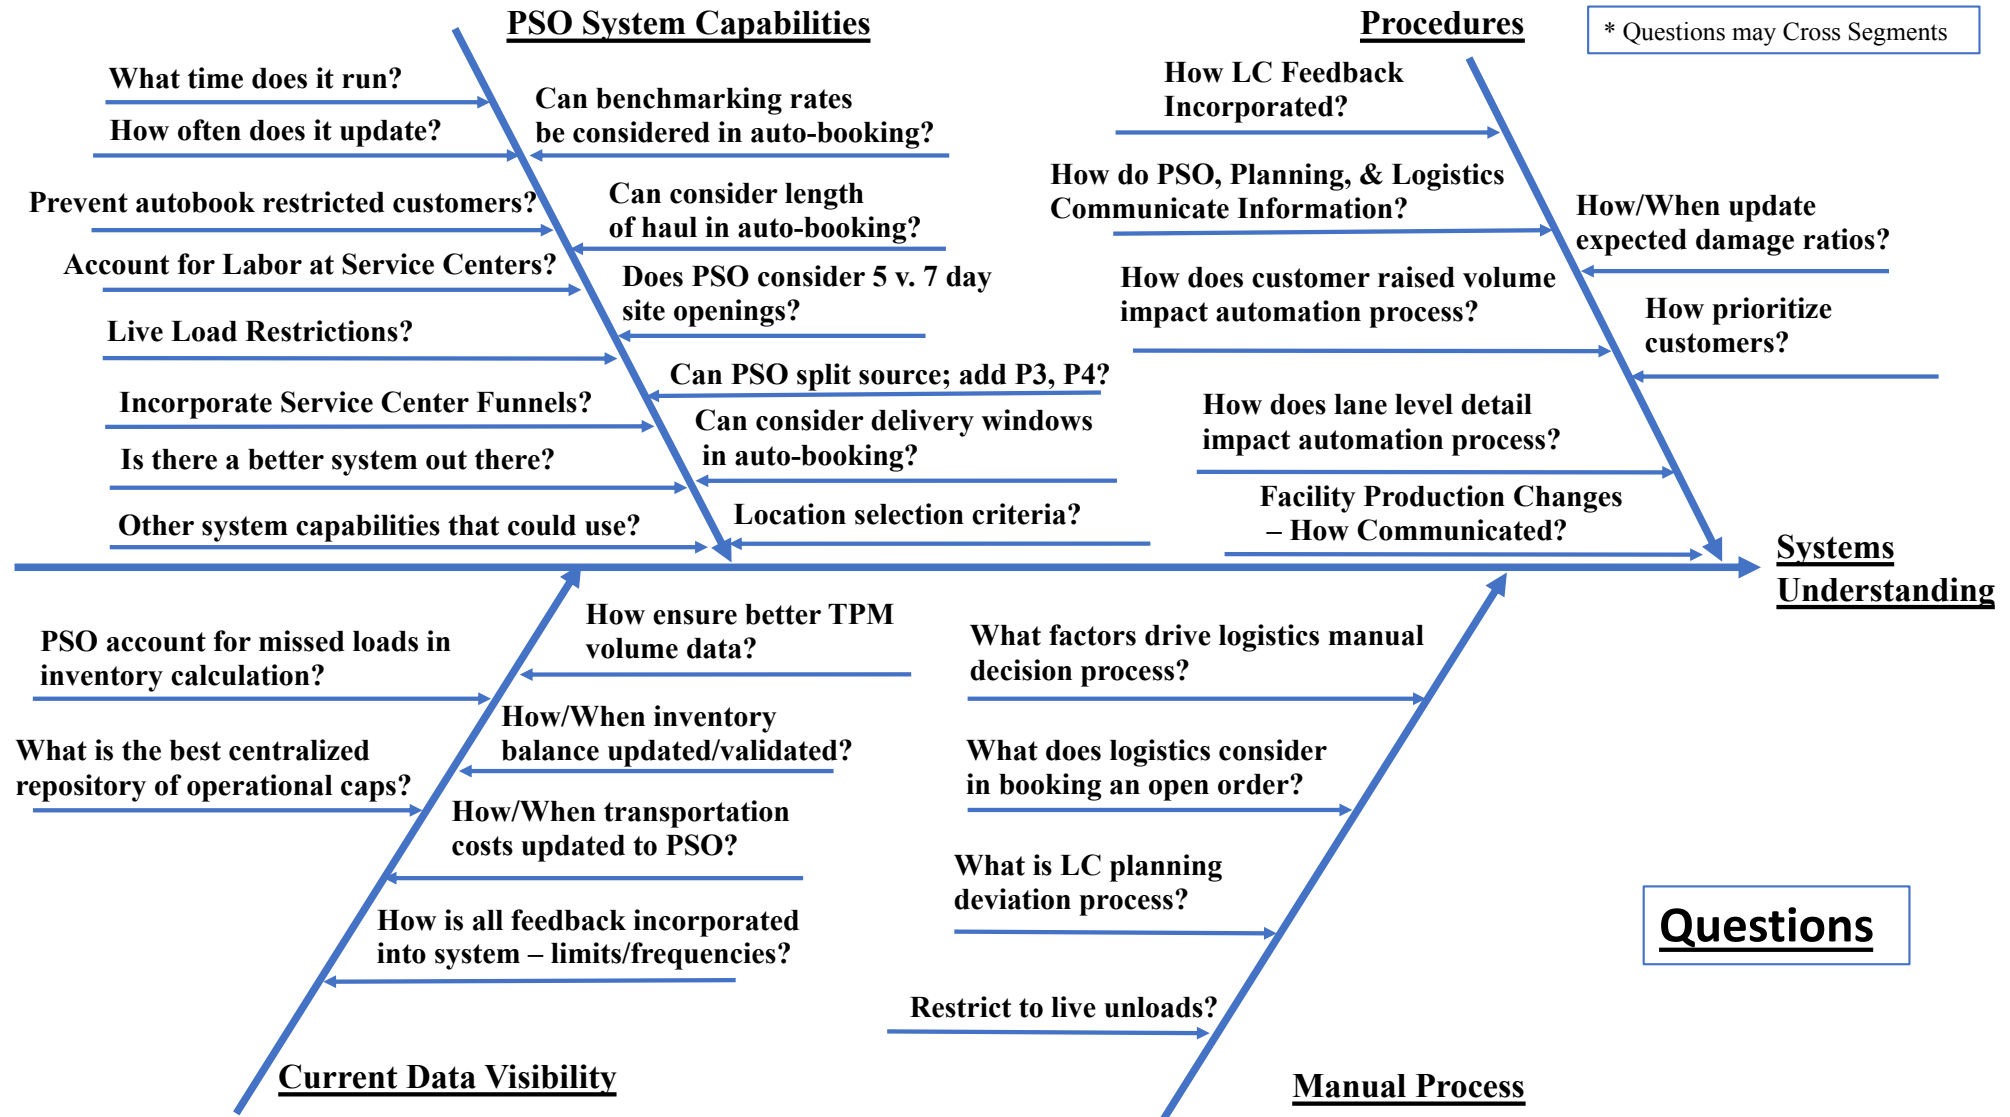 PSO System Capabilities
Procedures
* Questions may Cross Segments
What time does it run?
How often does it update?
Prevent autobook restricted customers?
Account for Labor at Service Centers?
Live Load Restrictions?
Incorporate Service Center Funnels?
Is there a better system out there?
Other system capabilities that could use?
Can benchmarking rates
be considered in auto-booking?
Can consider length
of haul in auto-booking?
Does PSO consider 5 v. 7 day
site openings?
Can PSO split source; add P3, P4?
Can consider delivery windows
in auto-booking?
Location selection criteria?
How LC Feedback
Incorporated?
How do PSO, Planning, & Logistics
Communicate Information?
How does customer raised volume
impact automation process?
How does lane level detail
impact automation process?
Facility Production Changes
– How Communicated?
How/When update
expected damage ratios?
How prioritize
customers?
Systems
Understanding
PSO account for missed loads in
inventory calculation?
What is the best centralized
repository of operational caps?
How ensure better TPM
volume data?
How/When inventory
balance updated/validated?
How/When transportation
costs updated to PSO?
How is all feedback incorporated
into system – limits/frequencies?
Current Data Visibility
What factors drive logistics manual
decision process?
What does logistics consider
in booking an open order?
What is LC planning
deviation process?
Restrict to live unloads?
Manual Process
Questions